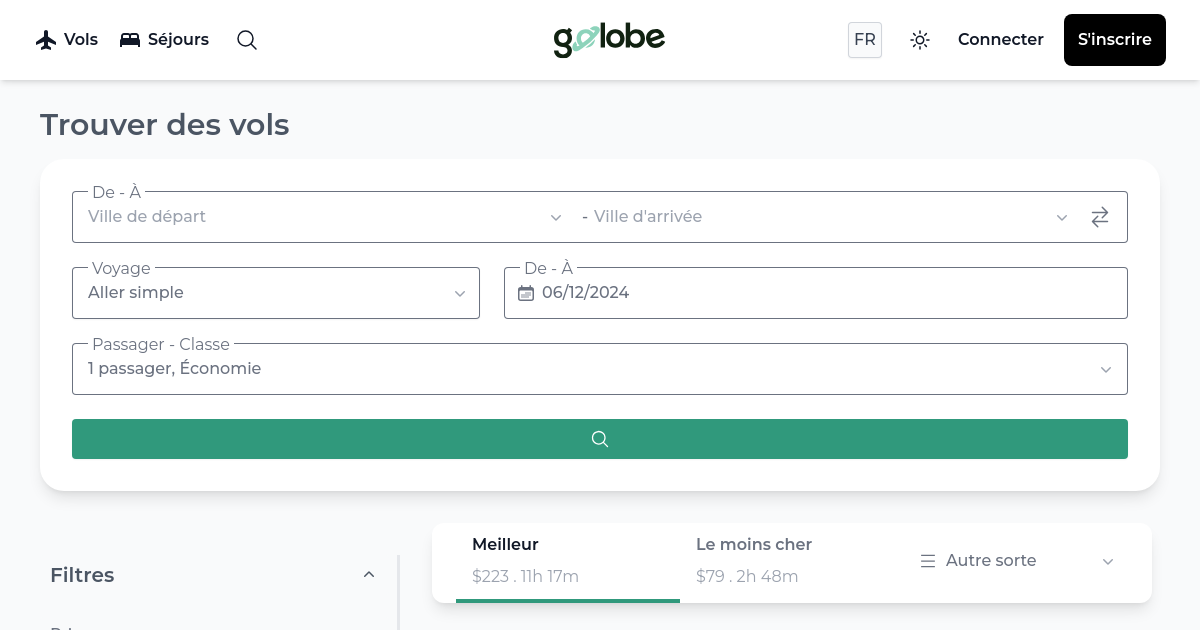 Vols
Séjours
golobe
FR
Connecter
S'inscrire
Trouver des vols
De - À
Ville de départ
- Ville d'arrivée
Voyage
Aller simple
De - À
06/12/2024
Passager - Classe
1 passager, Économie
Meilleur
$223 . 11h 17m
Le moins cher
$79 . 2h 48m
Autre sorte
Filtres